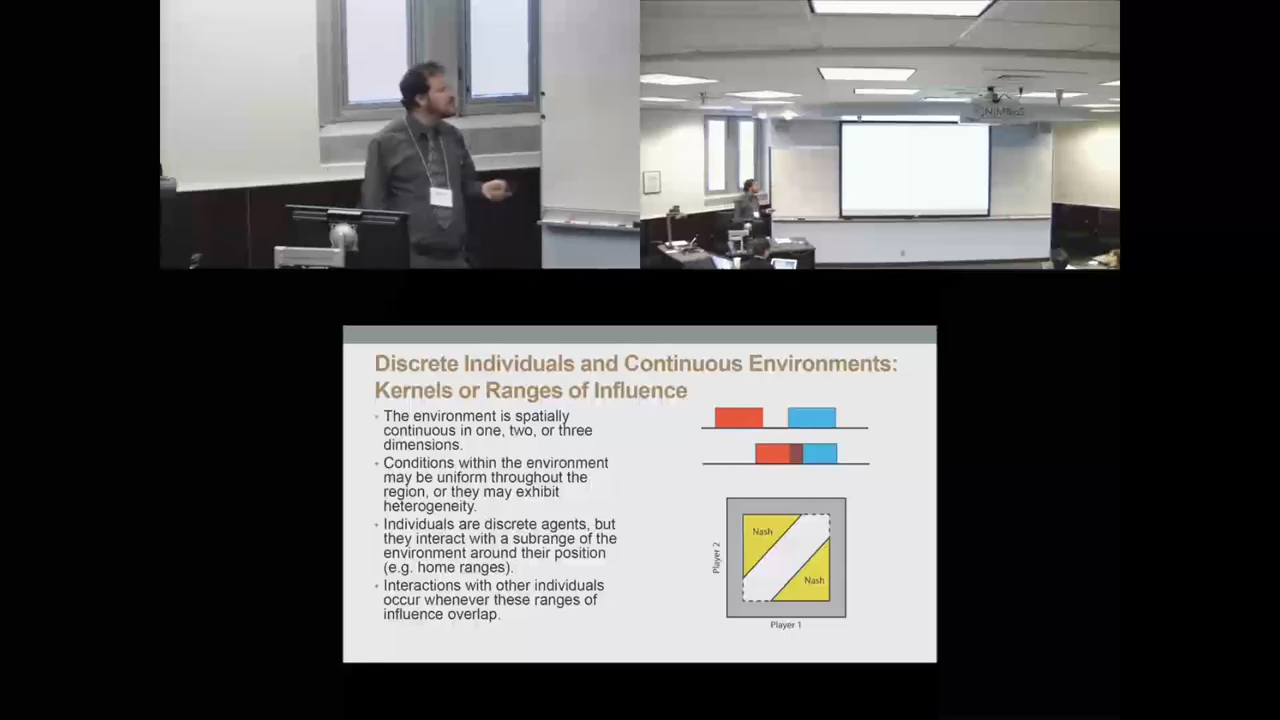 NIMBioS
Discrete Individuals and Continuous Environments:
Kernels or Ranges of Influence
• The environment is spatially
continuous in one, two, or three
dimensions.
• Conditions within the environment
may be uniform throughout the
region, or they may exhibit
heterogeneity.
• Individuals are discrete agents, but
they interact with a subrange of the
environment around their position
(e.g. home ranges).
• Interactions with other individuals
occur whenever these ranges of
influence overlap.
Nash
Nash
Player 2
Player 1